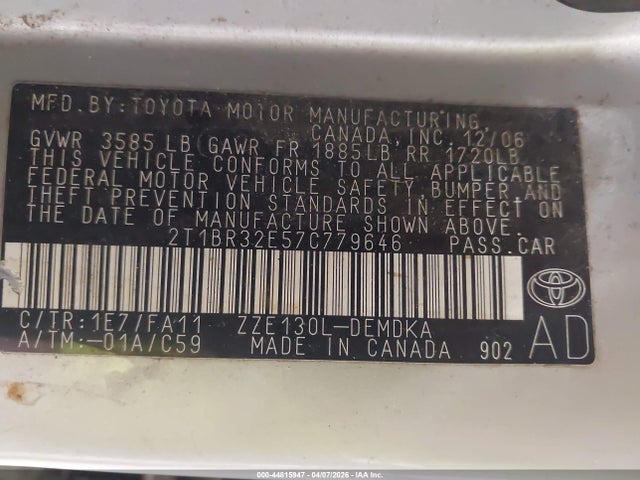 MFD. BY: TOYOTA MOTOR MANUFACTURING
CANADA, INC. 12/06
GVWR 3585 LB GAWR FR 1885LB RR 1720LB
THIS VEHICLE CONFORMS TO ALL APPLICABLE
FEDERAL MOTOR VEHICLE SAFETY, BUMPER AND
THEFT PREVENTION STANDARDS IN EFFECT ON
THE DATE OF MANUFACTURE SHOWN ABOVE.
2T1BR32E57C779646 PASS.CAR
C/TR:1E7/FA11 ZZE130L-DEMDKA
A/TM:-01A/C59 MADE IN CANADA 902
AD
000-44815947 - 04/07/2026 - IAA Inc.